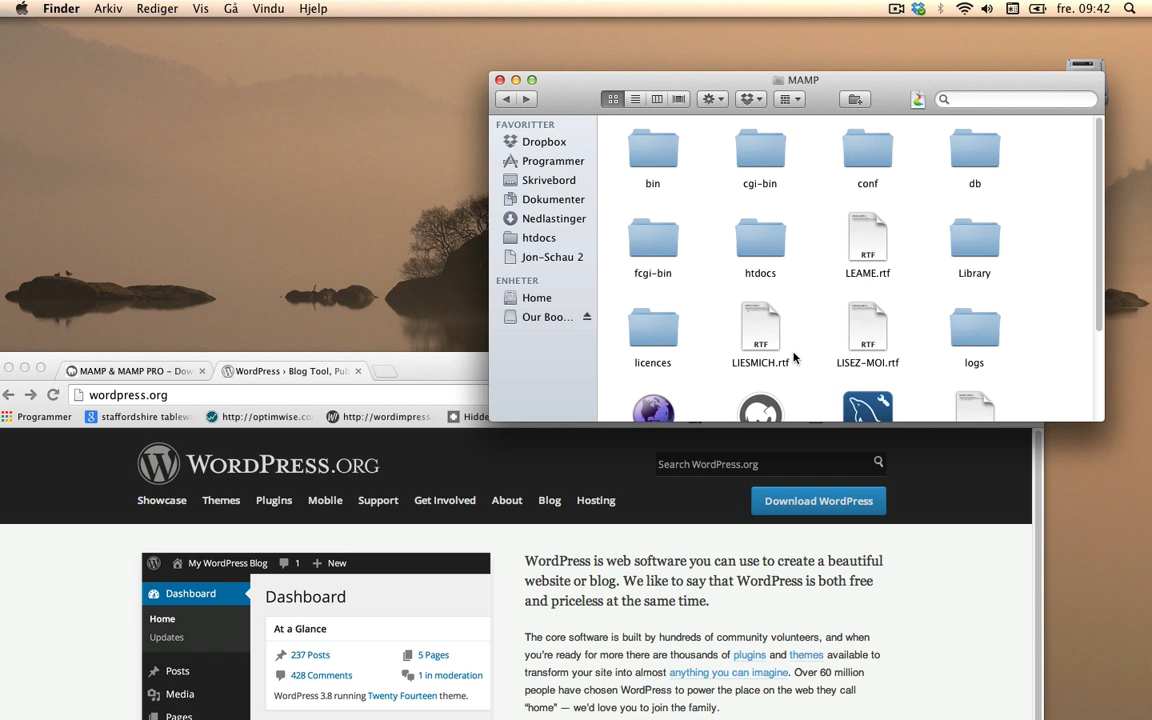 Finder Arkiv Rediger Vis Gå Vindu Hjelp fre. 09:42
MAMP
FAVORITTER
Dropbox
Programmer
Skrivebord
Dokumenter
Nedlastinger
htdocs
Jon-Schau 2
ENHETER
Home
Our Boo...
bin cgi-bin conf db
RTF
fcgi-bin htdocs LEAME.rtf Library
RTF RTF
licences LIESMICH.rtf LISEZ-MOI.rtf logs
MAMP & MAMP PRO – Dow WordPress › Blog Tool, Pub
wordpress.org
Programmer staffordshire tablewa http://optimwise.co http://wordimpress. Hidde
WORDPRESS.ORG
Search WordPress.org
Showcase Themes Plugins Mobile Support Get Involved About Blog Hosting
Download WordPress
My WordPress Blog 1 + New
Dashboard
Home
Updates
Posts
Media
Pages
Dashboard
At a Glance
237 Posts 5 Pages
428 Comments 1 in moderation
WordPress 3.8 running Twenty Fourteen theme.
WordPress is web software you can use to create a beautiful
website or blog. We like to say that WordPress is both free
and priceless at the same time.
The core software is built by hundreds of community volunteers, and when
you're ready for more there are thousands of plugins and themes available to
transform your site into almost anything you can imagine. Over 60 million
people have chosen WordPress to power the place on the web they call
"home" — we'd love you to join the family.